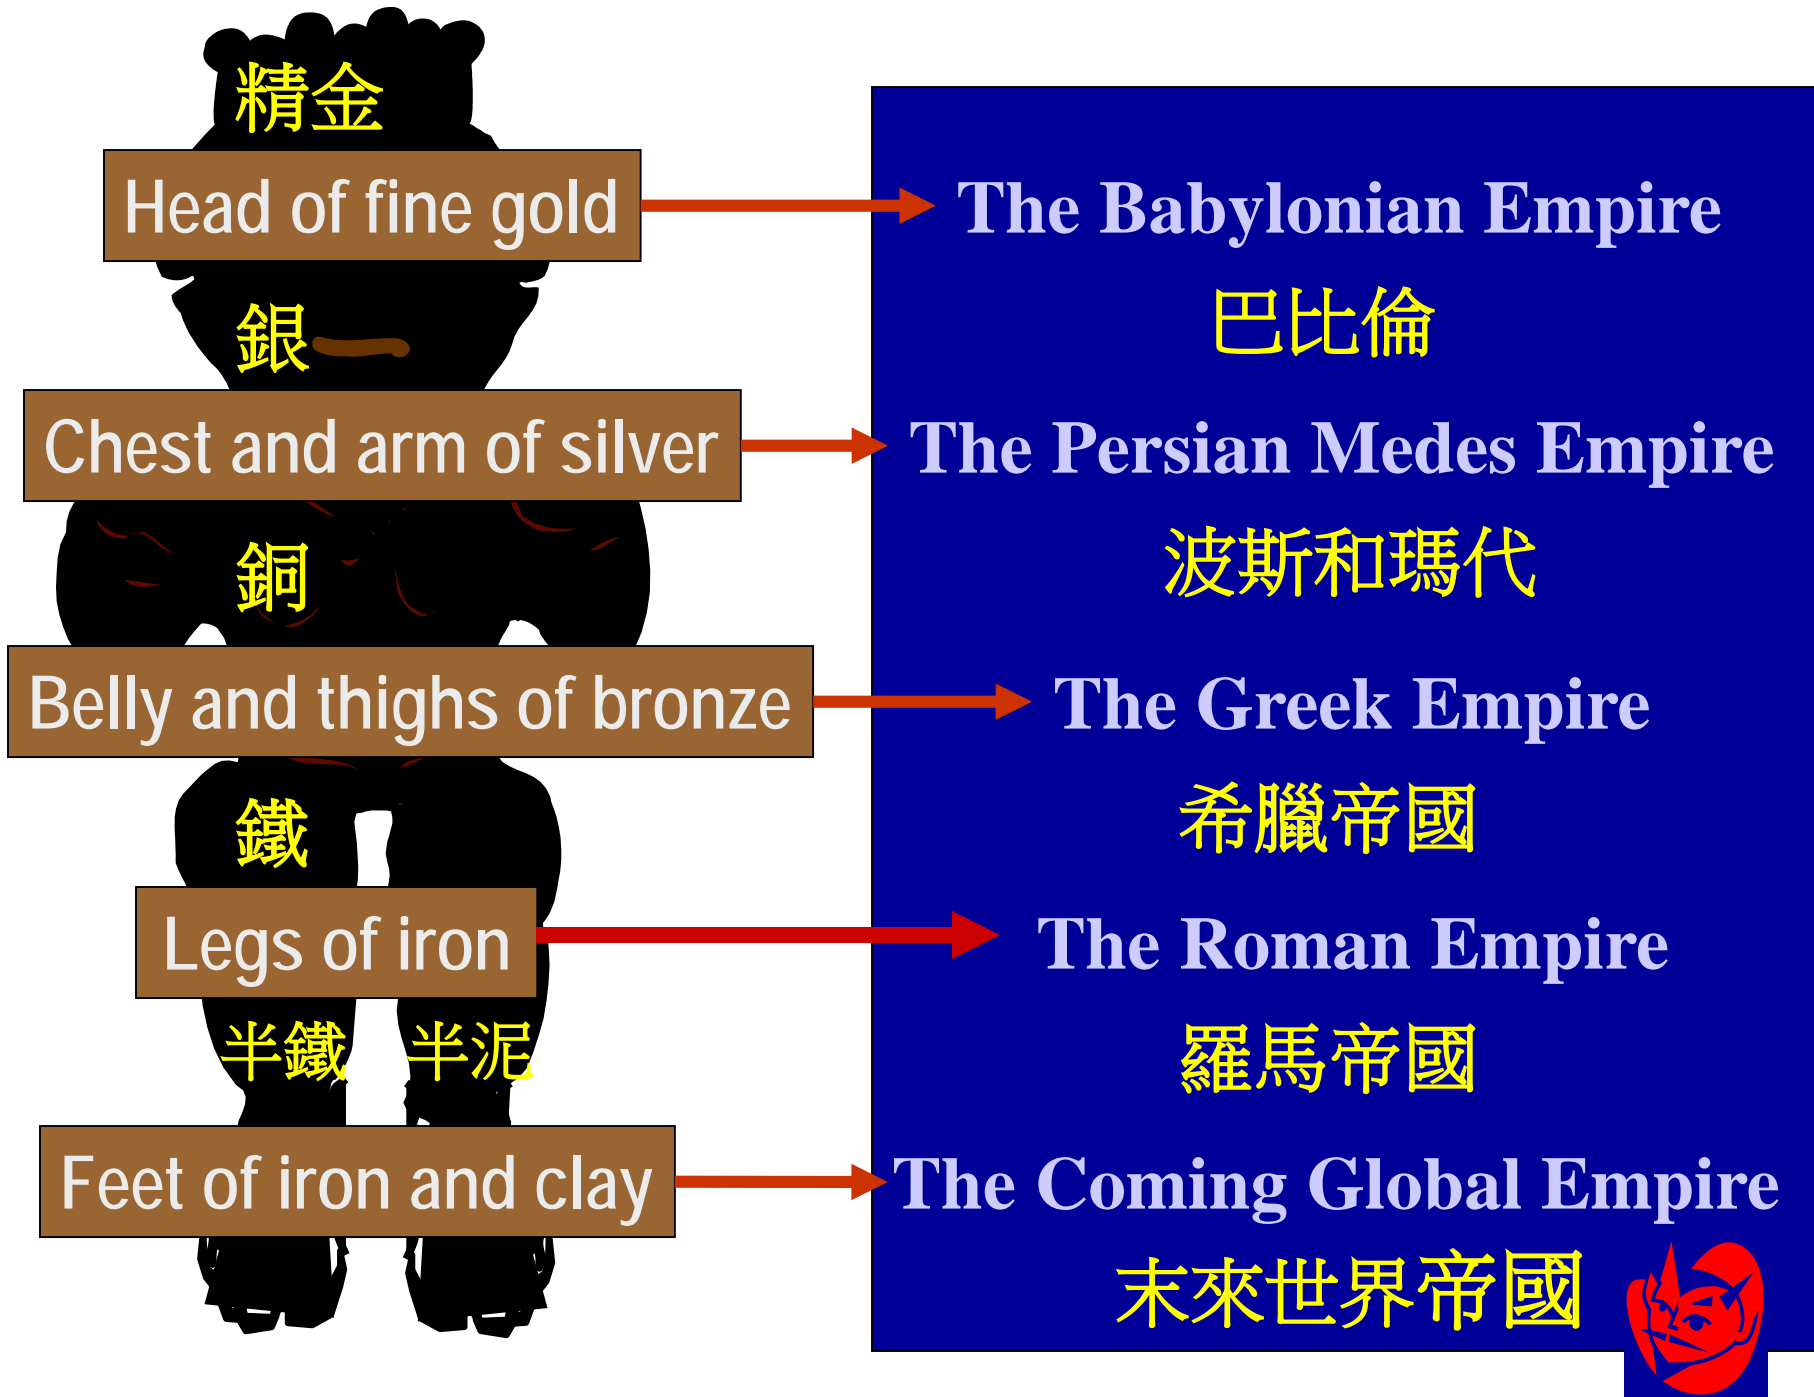 精金
Head of fine gold
The Babylonian Empire
巴比倫
銀
Chest and arm of silver
The Persian Medes Empire
波斯和瑪代
銅
Belly and thighs of bronze
The Greek Empire
希臘帝國
鐵
Legs of iron
The Roman Empire
羅馬帝國
半鐵 半泥
Feet of iron and clay
The Coming Global Empire
末來世界帝國